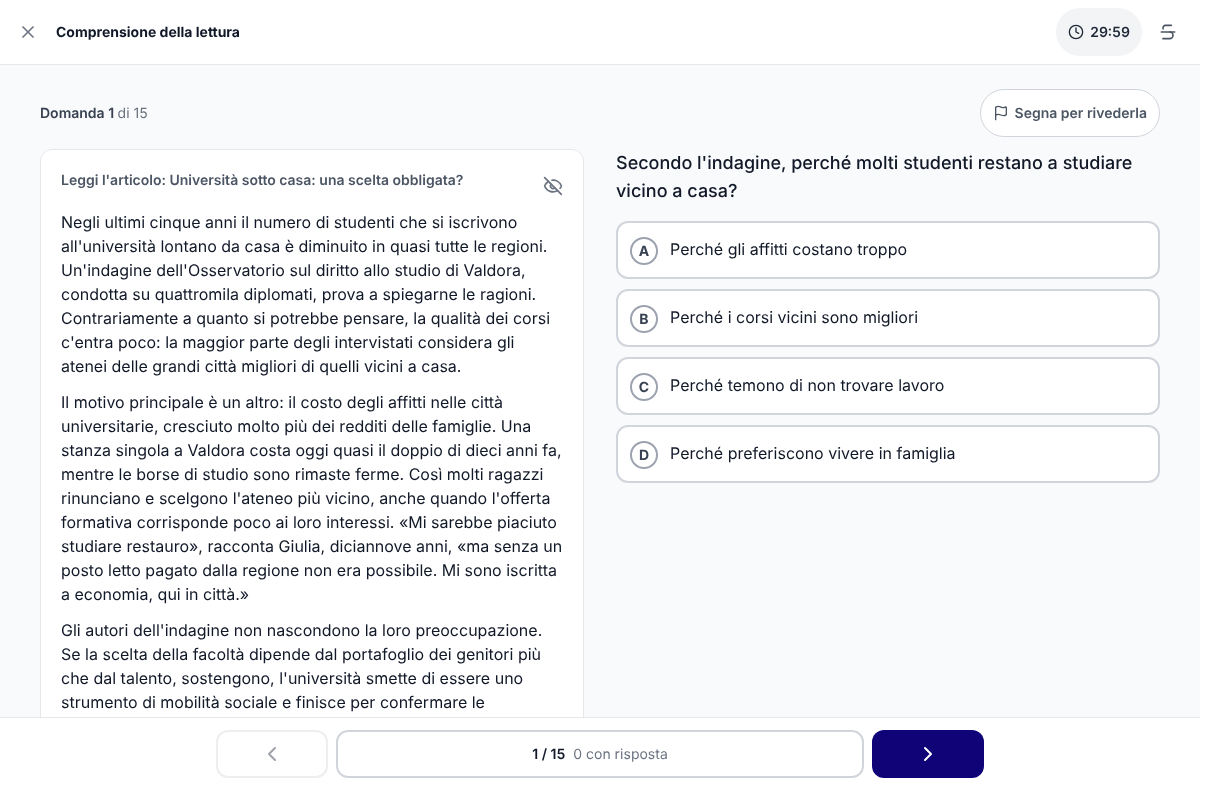 Comprensione della lettura
29:59
Domanda 1 di 15
Segna per rivederla
Leggi l'articolo: Università sotto casa: una scelta obbligata?
Negli ultimi cinque anni il numero di studenti che si iscrivono
all'università lontano da casa è diminuito in quasi tutte le regioni.
Un'indagine dell'Osservatorio sul diritto allo studio di Valdora,
condotta su quattromila diplomati, prova a spiegarne le ragioni.
Contrariamente a quanto si potrebbe pensare, la qualità dei corsi
c'entra poco: la maggior parte degli intervistati considera gli
atenei delle grandi città migliori di quelli vicini a casa.
Il motivo principale è un altro: il costo degli affitti nelle città
universitarie, cresciuto molto più dei redditi delle famiglie. Una
stanza singola a Valdora costa oggi quasi il doppio di dieci anni fa,
mentre le borse di studio sono rimaste ferme. Così molti ragazzi
rinunciano e scelgono l'ateneo più vicino, anche quando l'offerta
formativa corrisponde poco ai loro interessi. «Mi sarebbe piaciuto
studiare restauro», racconta Giulia, diciannove anni, «ma senza un
posto letto pagato dalla regione non era possibile. Mi sono iscritta
a economia, qui in città.»
Gli autori dell'indagine non nascondono la loro preoccupazione.
Se la scelta della facoltà dipende dal portafoglio dei genitori più
che dal talento, sostengono, l'università smette di essere uno
strumento di mobilità sociale e finisce per confermare le
Secondo l'indagine, perché molti studenti restano a studiare
vicino a casa?
A Perché gli affitti costano troppo
B Perché i corsi vicini sono migliori
C Perché temono di non trovare lavoro
D Perché preferiscono vivere in famiglia
1 / 15 0 con risposta